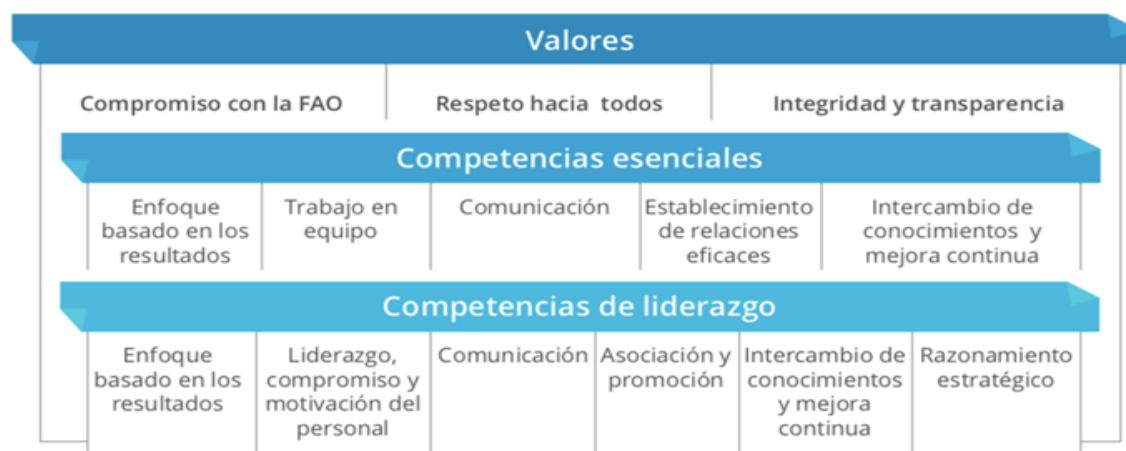 Valores
Compromiso con la FAO
Respeto hacia todos
Integridad y transparencia
Competencias esenciales
Enfoque
basado en los
resultados
Trabajo en
equipo
Comunicación
Establecimiento
de relaciones
eficaces
Intercambio de
conocimientos y
mejora continua
Competencias de liderazgo
Enfoque
basado en los
resultados
Liderazgo,
compromiso y
motivación del
personal
Comunicación
Asociación y
promoción
Intercambio de
conocimientos
y mejora
continua
Razonamiento
estratégico